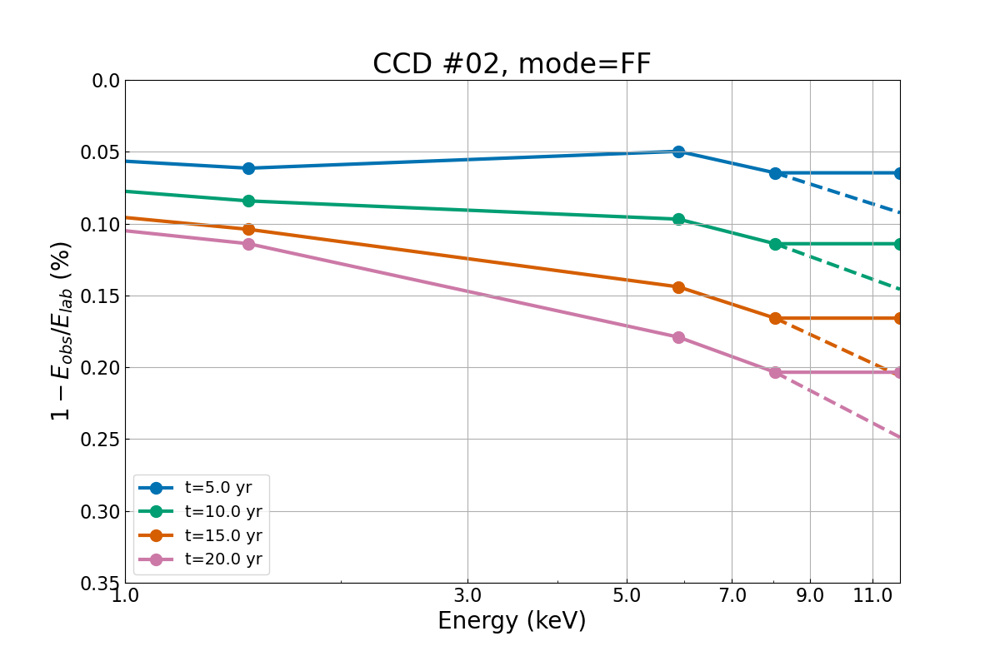 CCD #02, mode=FF
0.0
0.05
0.10
0.15
0.20
0.25
0.30
0.35
1 − E_obs/E_lab (%)
t=5.0 yr
t=10.0 yr
t=15.0 yr
t=20.0 yr
1.0 3.0 5.0 7.0 9.0 11.0
Energy (keV)